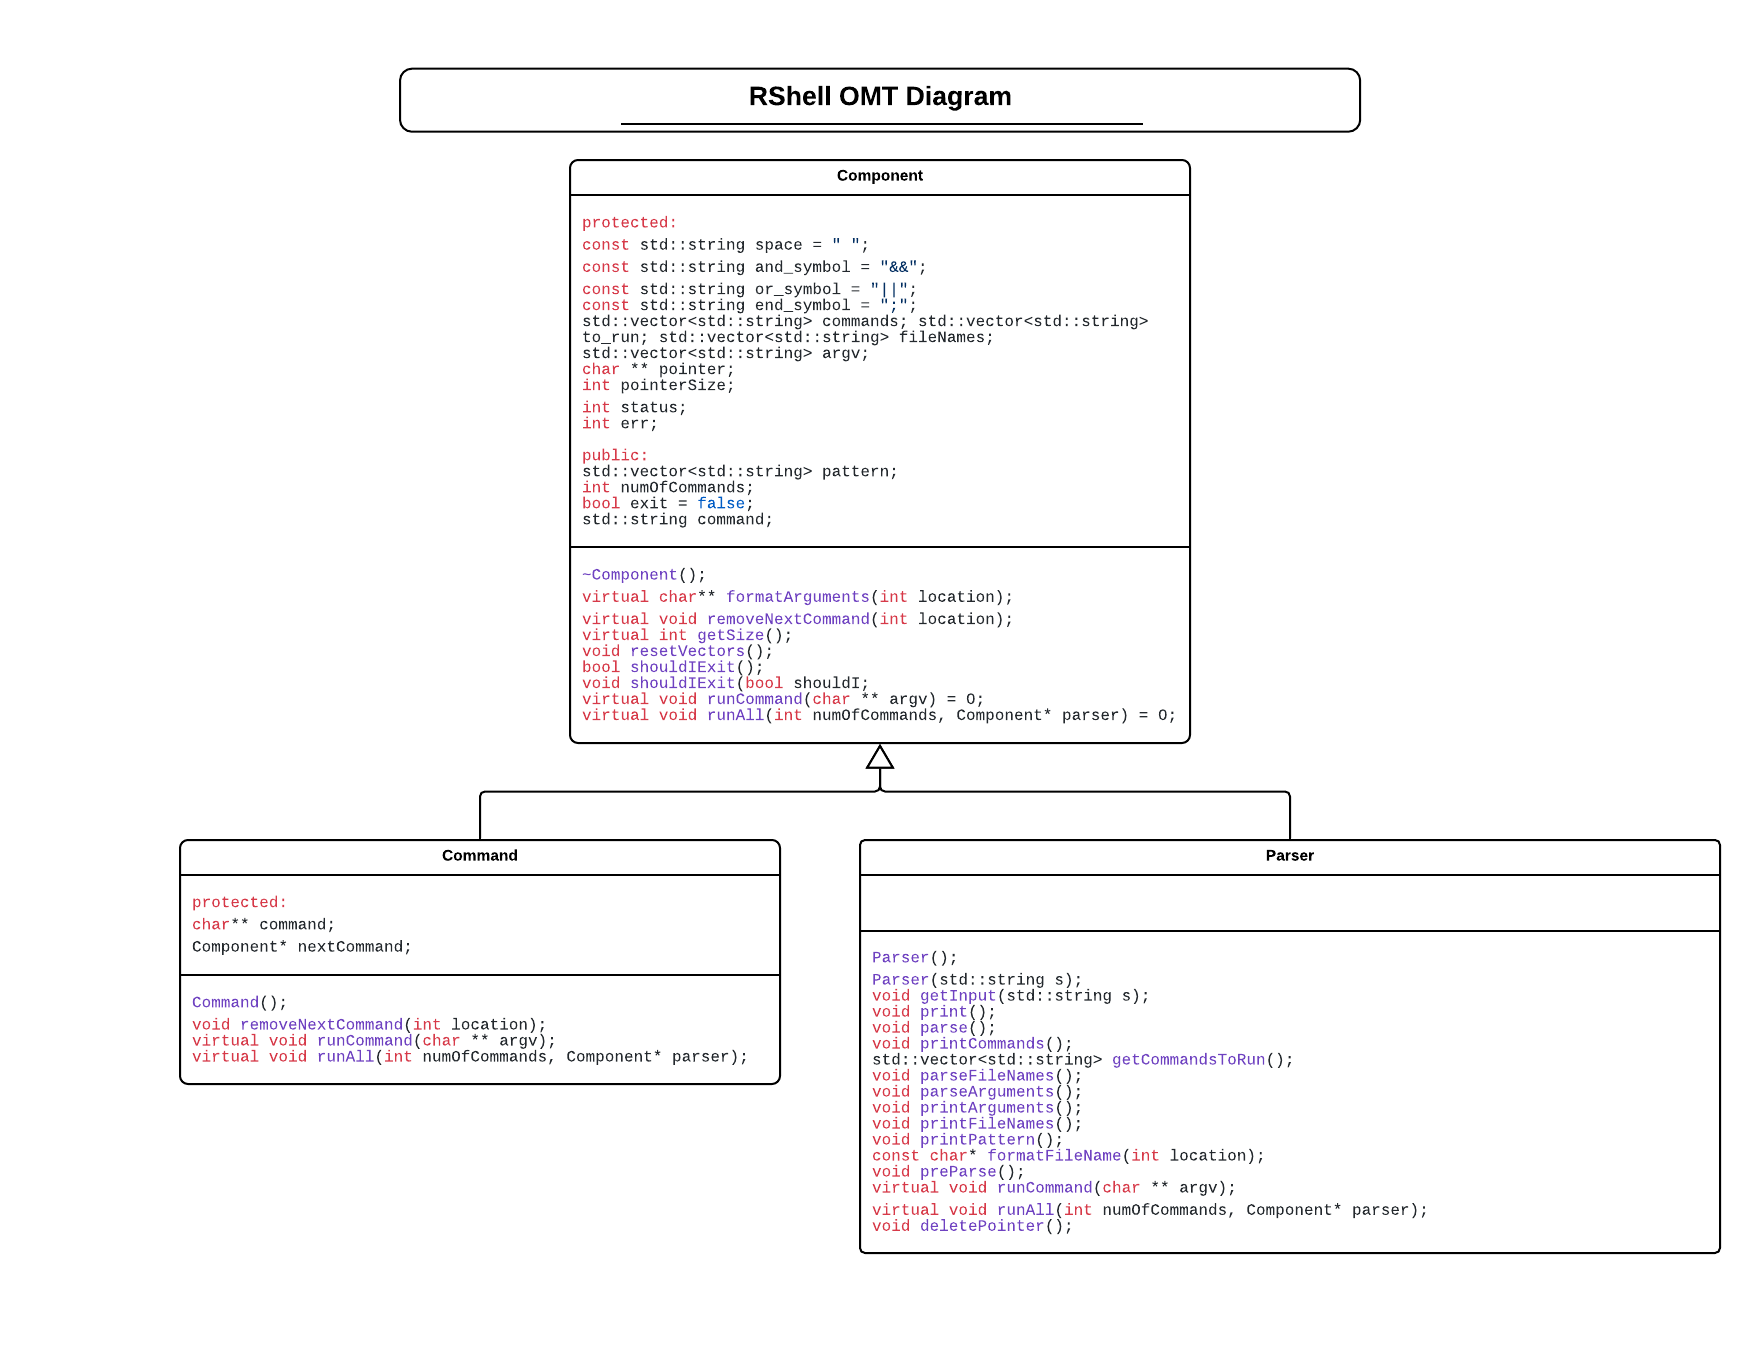 RShell OMT Diagram
Component
protected:
const std::string space = " ";
const std::string and_symbol = "&&";
const std::string or_symbol = "||";
const std::string end_symbol = ";";
std::vector<std::string> commands; std::vector<std::string>
to_run; std::vector<std::string> fileNames;
std::vector<std::string> argv;
char ** pointer;
int pointerSize;
int status;
int err;
public:
std::vector<std::string> pattern;
int numOfCommands;
bool exit = false;
std::string command;
~Component();
virtual char** formatArguments(int location);
virtual void removeNextCommand(int location);
virtual int getSize();
void resetVectors();
bool shouldIExit();
void shouldIExit(bool shouldI;
virtual void runCommand(char ** argv) = 0;
virtual void runAll(int numOfCommands, Component* parser) = 0;
Command
protected:
char** command;
Component* nextCommand;
Command();
void removeNextCommand(int location);
virtual void runCommand(char ** argv);
virtual void runAll(int numOfCommands, Component* parser);
Parser
Parser();
Parser(std::string s);
void getInput(std::string s);
void print();
void parse();
void printCommands();
std::vector<std::string> getCommandsToRun();
void parseFileNames();
void parseArguments();
void printArguments();
void printFileNames();
void printPattern();
const char* formatFileName(int location);
void preParse();
virtual void runCommand(char ** argv);
virtual void runAll(int numOfCommands, Component* parser);
void deletePointer();